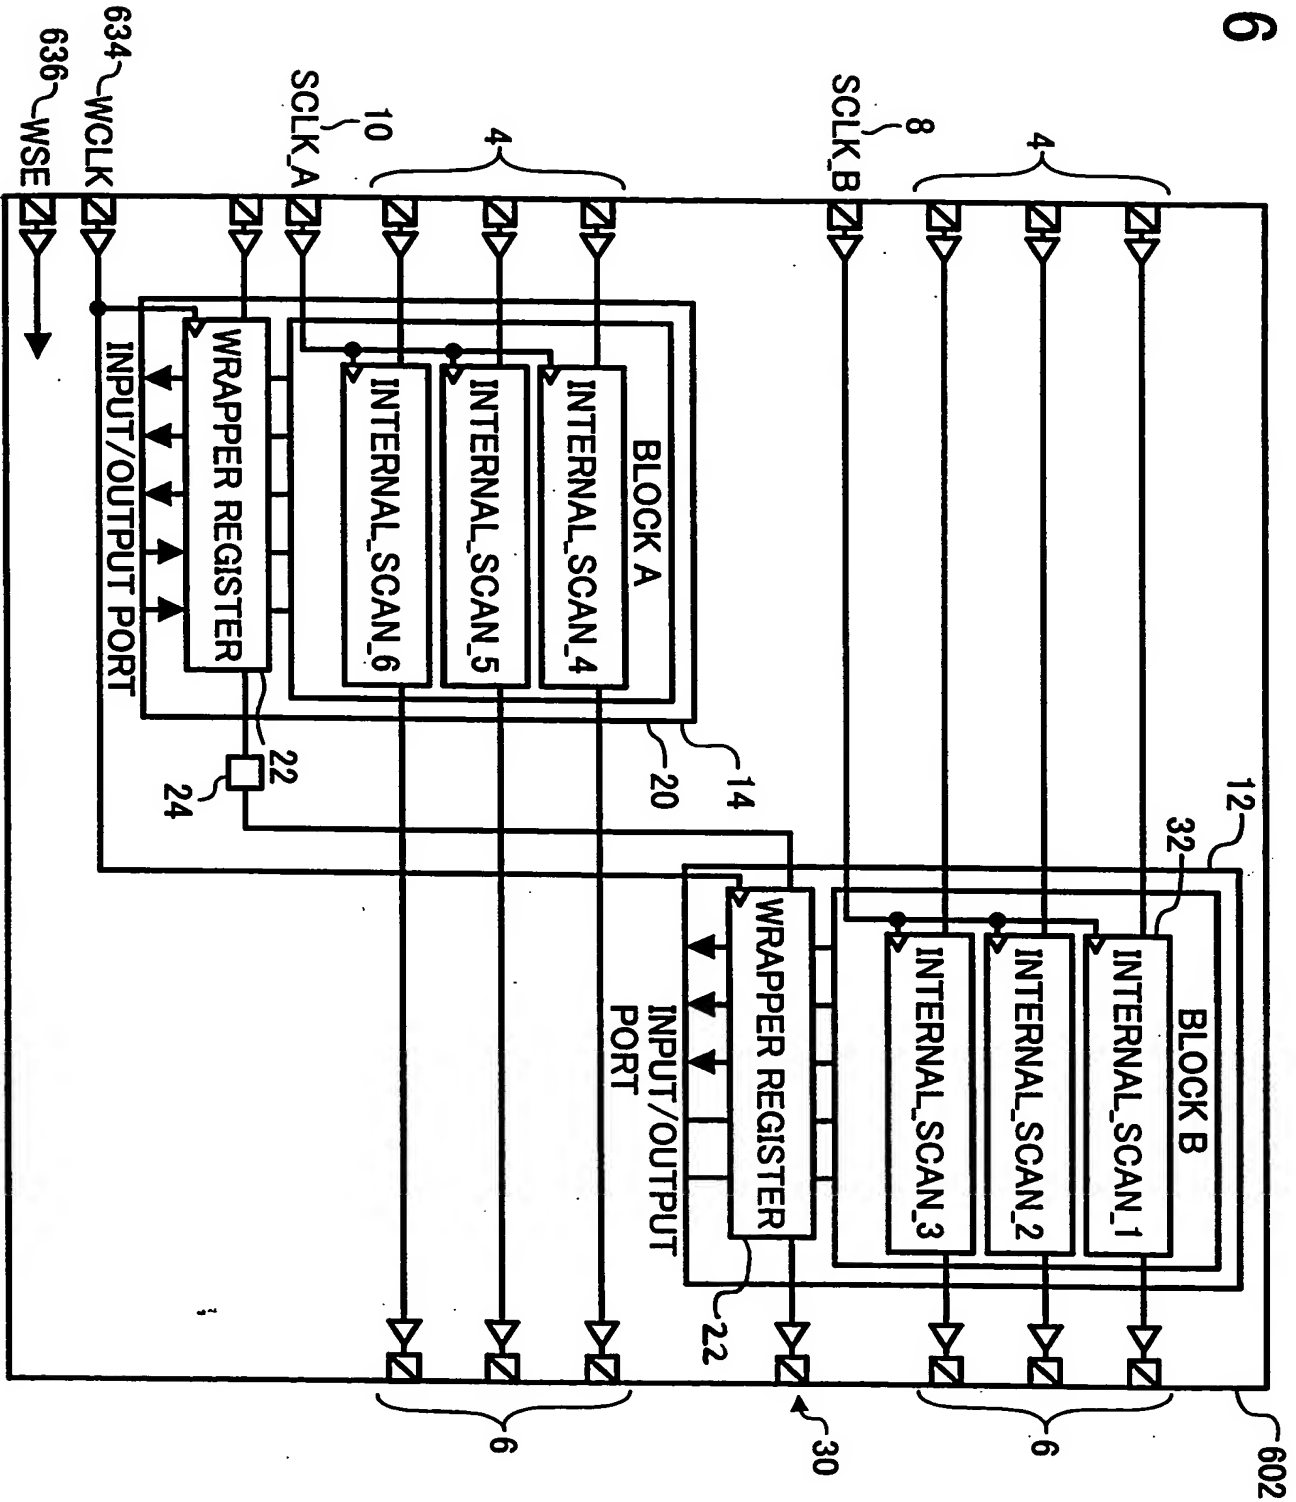 6
602
12
32
BLOCK B
INTERNAL_SCAN_1
INTERNAL_SCAN_2
INTERNAL_SCAN_3
WRAPPER REGISTER
INPUT/OUTPUT
PORT
22
4
8
SCLK_B
6
30
14
20
BLOCK A
INTERNAL_SCAN_4
INTERNAL_SCAN_5
INTERNAL_SCAN_6
WRAPPER REGISTER
INPUT/OUTPUT PORT
22
24
4
10
SCLK_A
634
WCLK
636
WSE
6